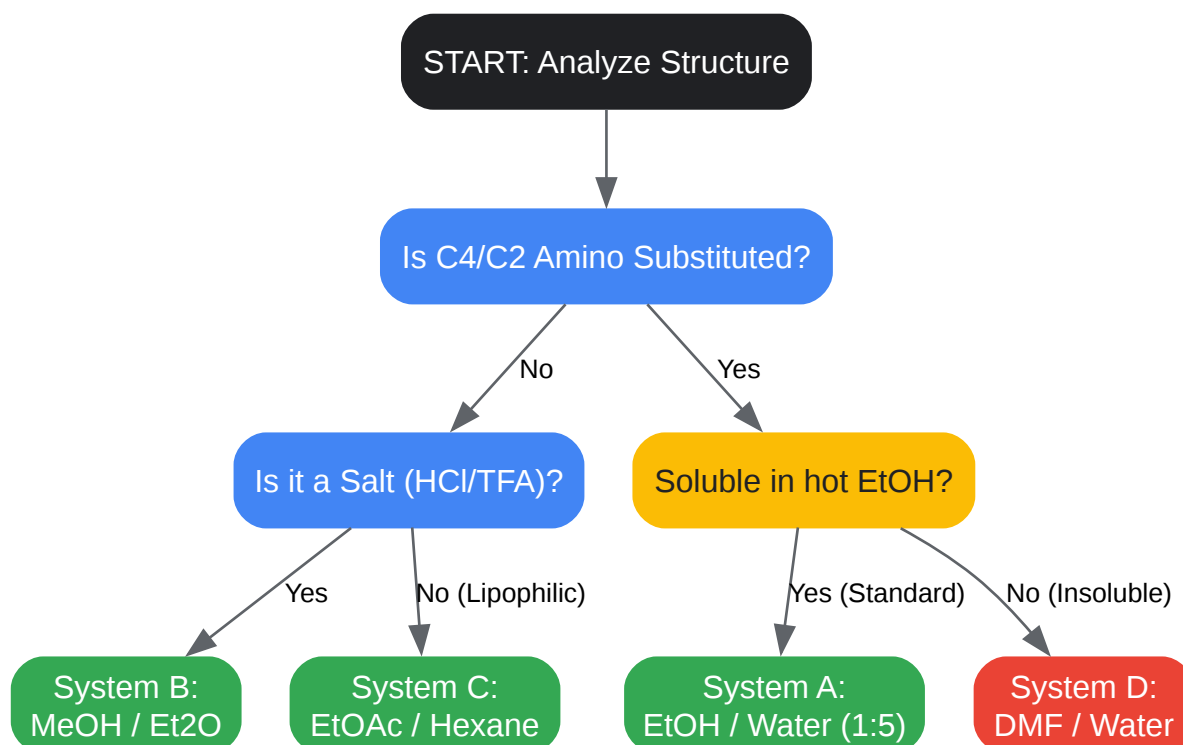 START: Analyze Structure
Is C4/C2 Amino Substituted?
No
Yes
Is it a Salt (HCl/TFA)?
Soluble in hot EtOH?
Yes
No (Lipophilic)
Yes (Standard)
No (Insoluble)
System B:
MeOH / Et2O
System C:
EtOAc / Hexane
System A:
EtOH / Water (1:5)
System D:
DMF / Water